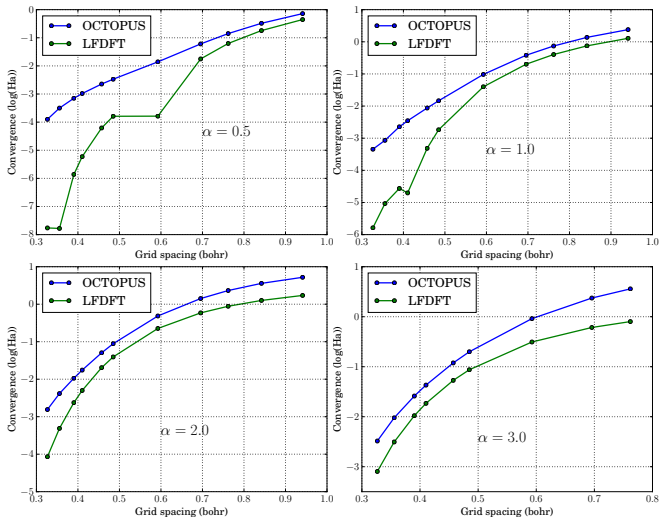 OCTOPUS
LFDFT
α = 0.5
Convergence (log(Ha))
0
−1
−2
−3
−4
−5
−6
−7
−8
0.3 0.4 0.5 0.6 0.7 0.8 0.9 1.0
Grid spacing (bohr)
OCTOPUS
LFDFT
α = 1.0
Convergence (log(Ha))
1
0
−1
−2
−3
−4
−5
−6
0.3 0.4 0.5 0.6 0.7 0.8 0.9 1.0
Grid spacing (bohr)
OCTOPUS
LFDFT
α = 2.0
Convergence (log(Ha))
1
0
−1
−2
−3
−4
−5
0.3 0.4 0.5 0.6 0.7 0.8 0.9 1.0
Grid spacing (bohr)
OCTOPUS
LFDFT
α = 3.0
Convergence (log(Ha))
1
0
−1
−2
−3
0.3 0.4 0.5 0.6 0.7 0.8
Grid spacing (bohr)